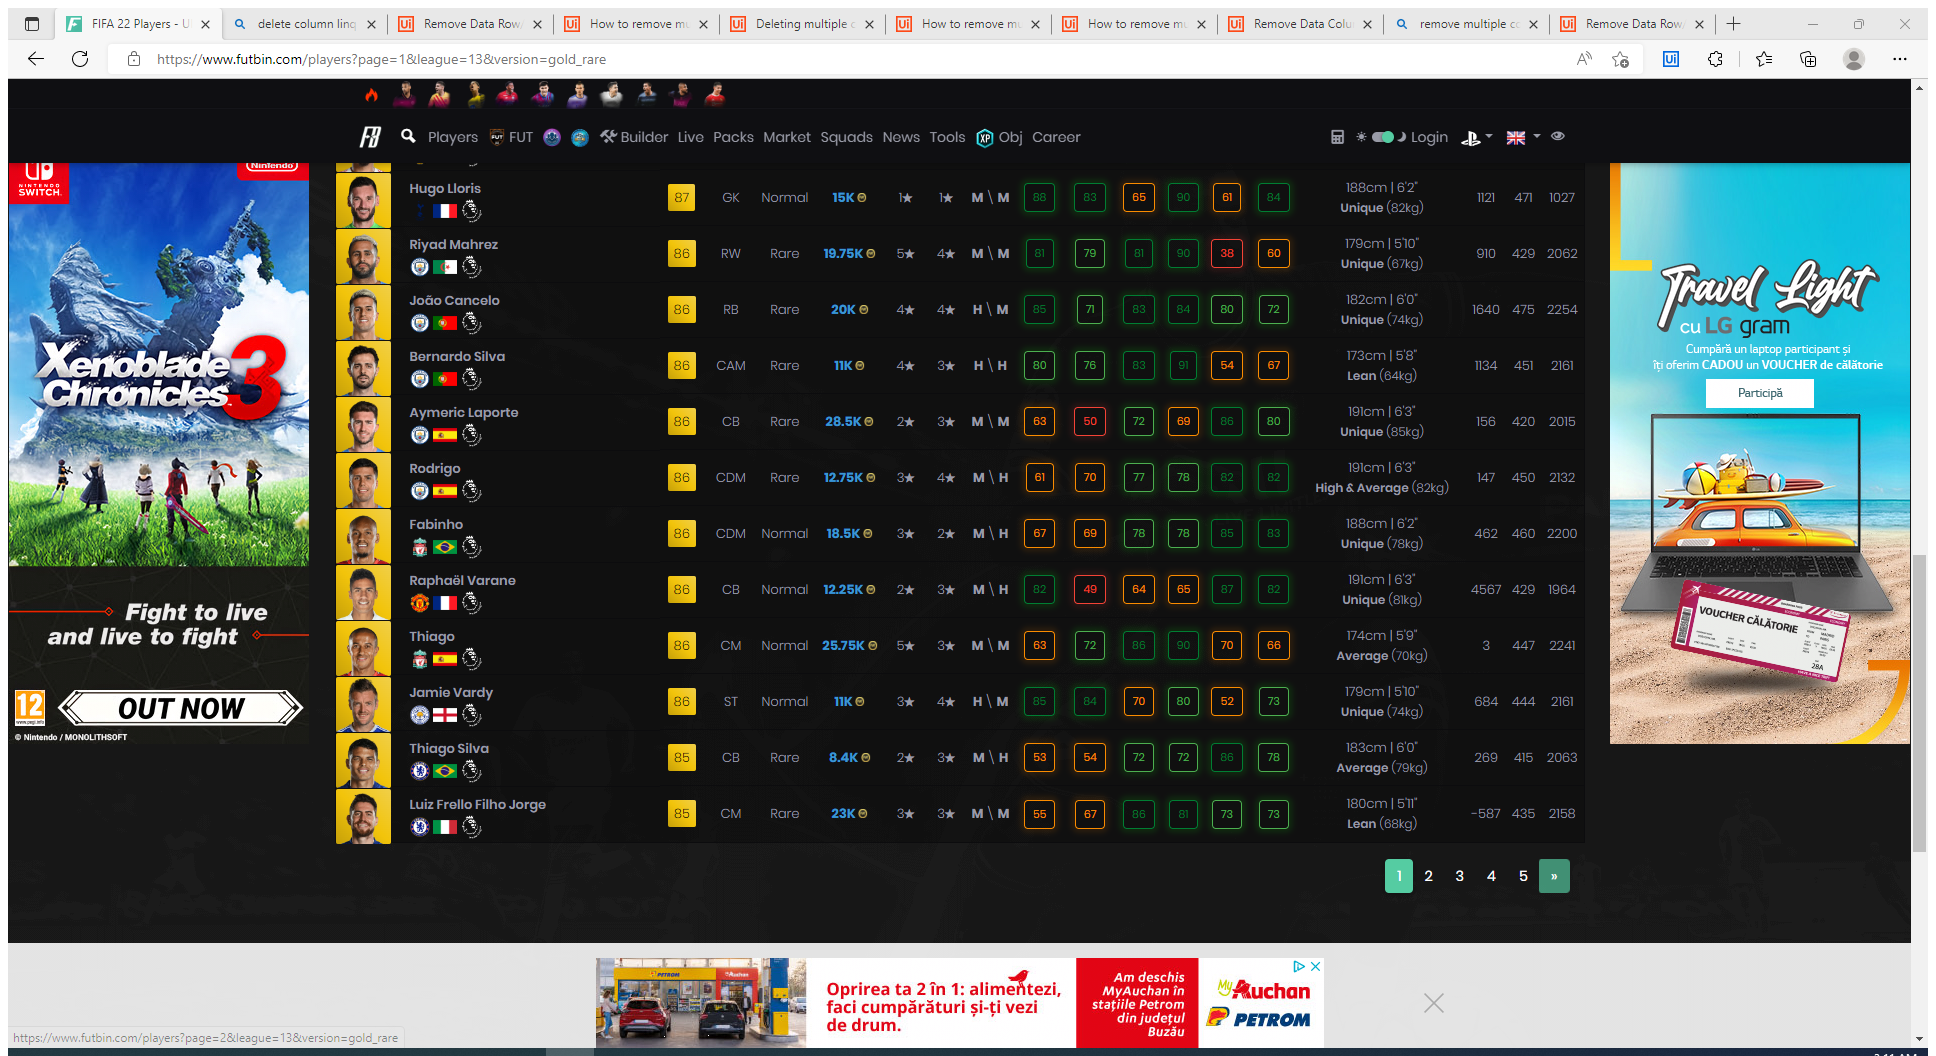 FIFA 22 Players - U
delete column linq
Remove Data Row/
How to remove mu
Deleting multiple c
How to remove mu
How to remove mu
Remove Data Colu
remove multiple co
Remove Data Row/
https://www.futbin.com/players?page=1&league=13&version=gold_rare
Players FUT Builder Live Packs Market Squads News Tools XP Obj Career Login
NINTENDO
SWITCH
Nintendo
Xenoblade
Chronicles 3
Fight to live
and live to fight
12
www.pegi.info
OUT NOW
© Nintendo / MONOLITHSOFT
Hugo Lloris 87 GK Normal 15K 1★ 1★ M \ M 88 83 65 90 61 84 188cm | 6'2" 1121 471 1027
Unique (82kg)
Riyad Mahrez 86 RW Rare 19.75K 5★ 4★ M \ M 81 79 81 90 38 60 179cm | 5'10" 910 429 2062
Unique (67kg)
João Cancelo 86 RB Rare 20K 4★ 4★ H \ M 85 71 83 84 80 72 182cm | 6'0" 1640 475 2254
Unique (74kg)
Bernardo Silva 86 CAM Rare 11K 4★ 3★ H \ H 80 76 83 91 54 67 173cm | 5'8" 1134 451 2161
Lean (64kg)
Aymeric Laporte 86 CB Rare 28.5K 2★ 3★ M \ M 63 50 72 69 86 80 191cm | 6'3" 156 420 2015
Unique (85kg)
Rodrigo 86 CDM Rare 12.75K 3★ 4★ M \ H 61 70 77 78 82 82 191cm | 6'3" 147 450 2132
High & Average (82kg)
Fabinho 86 CDM Normal 18.5K 3★ 2★ M \ H 67 69 78 78 85 83 188cm | 6'2" 462 460 2200
Unique (78kg)
Raphaël Varane 86 CB Normal 12.25K 2★ 3★ M \ H 82 49 64 65 87 82 191cm | 6'3" 4567 429 1964
Unique (81kg)
Thiago 86 CM Normal 25.75K 5★ 3★ M \ M 63 72 86 90 70 66 174cm | 5'9" 3 447 2241
Average (70kg)
Jamie Vardy 86 ST Normal 11K 3★ 4★ H \ M 85 84 70 80 52 73 179cm | 5'10" 684 444 2161
Unique (74kg)
Thiago Silva 85 CB Rare 8.4K 2★ 3★ M \ H 53 54 72 72 86 78 183cm | 6'0" 269 415 2063
Average (79kg)
Luiz Frello Filho Jorge 85 CM Rare 23K 3★ 3★ M \ M 55 67 86 81 73 73 180cm | 5'11" -587 435 2158
Lean (68kg)
1 2 3 4 5 »
Travel Light
cu LG gram
Cumpără un laptop participant și
îți oferim CADOU un VOUCHER de călătorie
Participă
VOUCHER CĂLĂTORIE
28A
PETROM Auchan
Oprirea ta 2 în 1: alimentezi,
faci cumpărături și-ți vezi
de drum.
Am deschis
MyAuchan în
stațiile Petrom
din județul
Buzău
My Auchan
PETROM
https://www.futbin.com/players?page=2&league=13&version=gold_rare